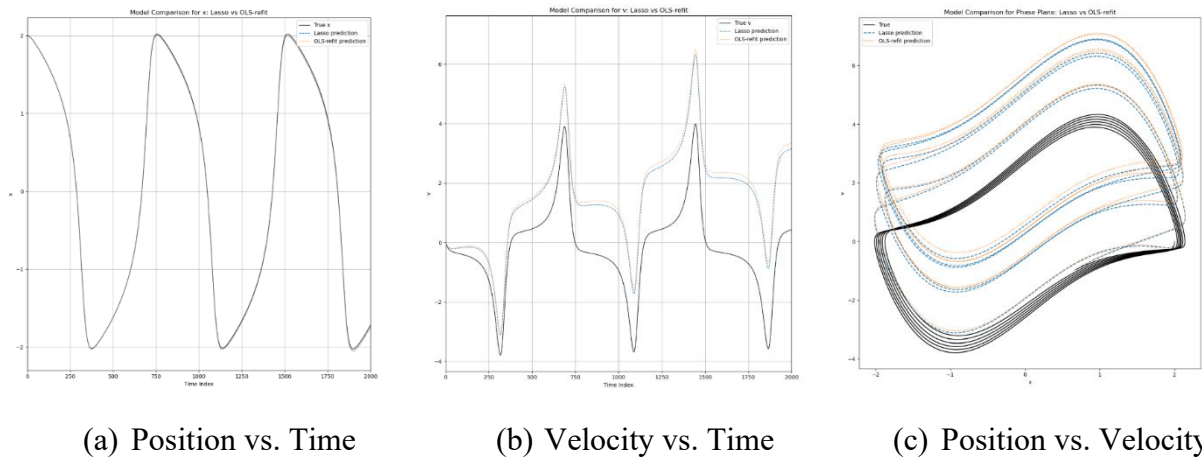 Model Comparison for x: Lasso vs OLS-refit
True x
Lasso prediction
OLS-refit prediction
2
1
0
−1
−2
x
0 250 500 750 1000 1250 1500 1750 2000
Time Index
Model Comparison for v: Lasso vs OLS-refit
True v
Lasso prediction
OLS-refit prediction
6
4
2
0
−2
−4
v
0 250 500 750 1000 1250 1500 1750 2000
Time Index
Model Comparison for Phase Plane: Lasso vs OLS-refit
True
Lasso prediction
OLS-refit prediction
6
4
2
0
−2
−4
v
−2 −1 0 1 2
x
(a) Position vs. Time
(b) Velocity vs. Time
(c) Position vs. Velocity